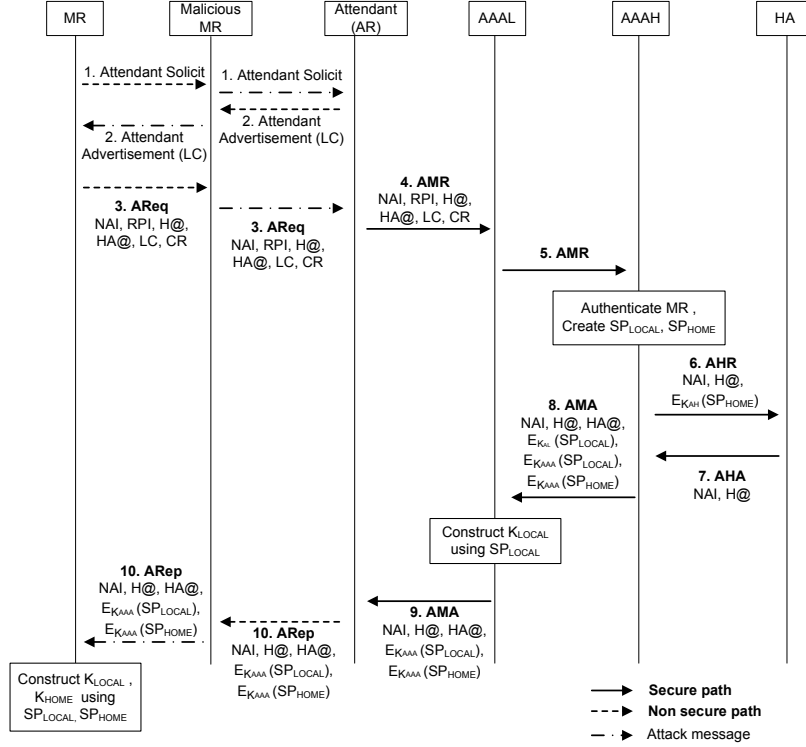 MR
Malicious
MR
Attendant
(AR)
AAAL
AAAH
HA
1. Attendant Solicit
1. Attendant Solicit
2. Attendant
Advertisement (LC)
2. Attendant
Advertisement (LC)
3. AReq
NAI, RPI, H@,
HA@, LC, CR
3. AReq
NAI, RPI, H@,
HA@, LC, CR
4. AMR
NAI, RPI, H@,
HA@, LC, CR
5. AMR
Authenticate MR ,
Create SPLOCAL, SPHOME
6. AHR
NAI, H@,
EKAH (SPHOME)
7. AHA
NAI, H@
8. AMA
NAI, H@, HA@,
EKAL (SPLOCAL),
EKAAA (SPLOCAL),
EKAAA (SPHOME)
Construct KLOCAL
using SPLOCAL
9. AMA
NAI, H@, HA@,
EKAAA (SPLOCAL),
EKAAA (SPHOME)
10. ARep
NAI, H@, HA@,
EKAAA (SPLOCAL),
EKAAA (SPHOME)
10. ARep
NAI, H@, HA@,
EKAAA (SPLOCAL),
EKAAA (SPHOME)
Construct KLOCAL ,
KHOME using
SPLOCAL, SPHOME
Secure path
Non secure path
Attack message